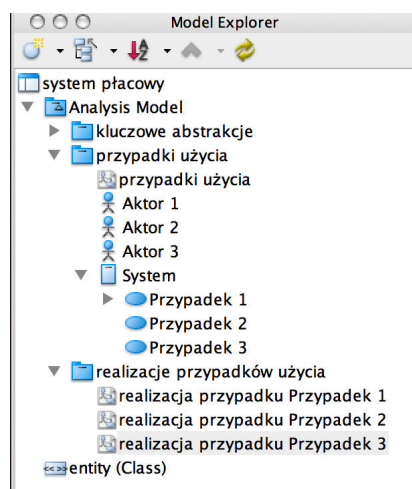 Model Explorer
system płacowy
Analysis Model
kluczowe abstrakcje
przypadki użycia
przypadki użycia
Aktor 1
Aktor 2
Aktor 3
System
Przypadek 1
Przypadek 2
Przypadek 3
realizacje przypadków użycia
realizacja przypadku Przypadek 1
realizacja przypadku Przypadek 2
realizacja przypadku Przypadek 3
entity (Class)